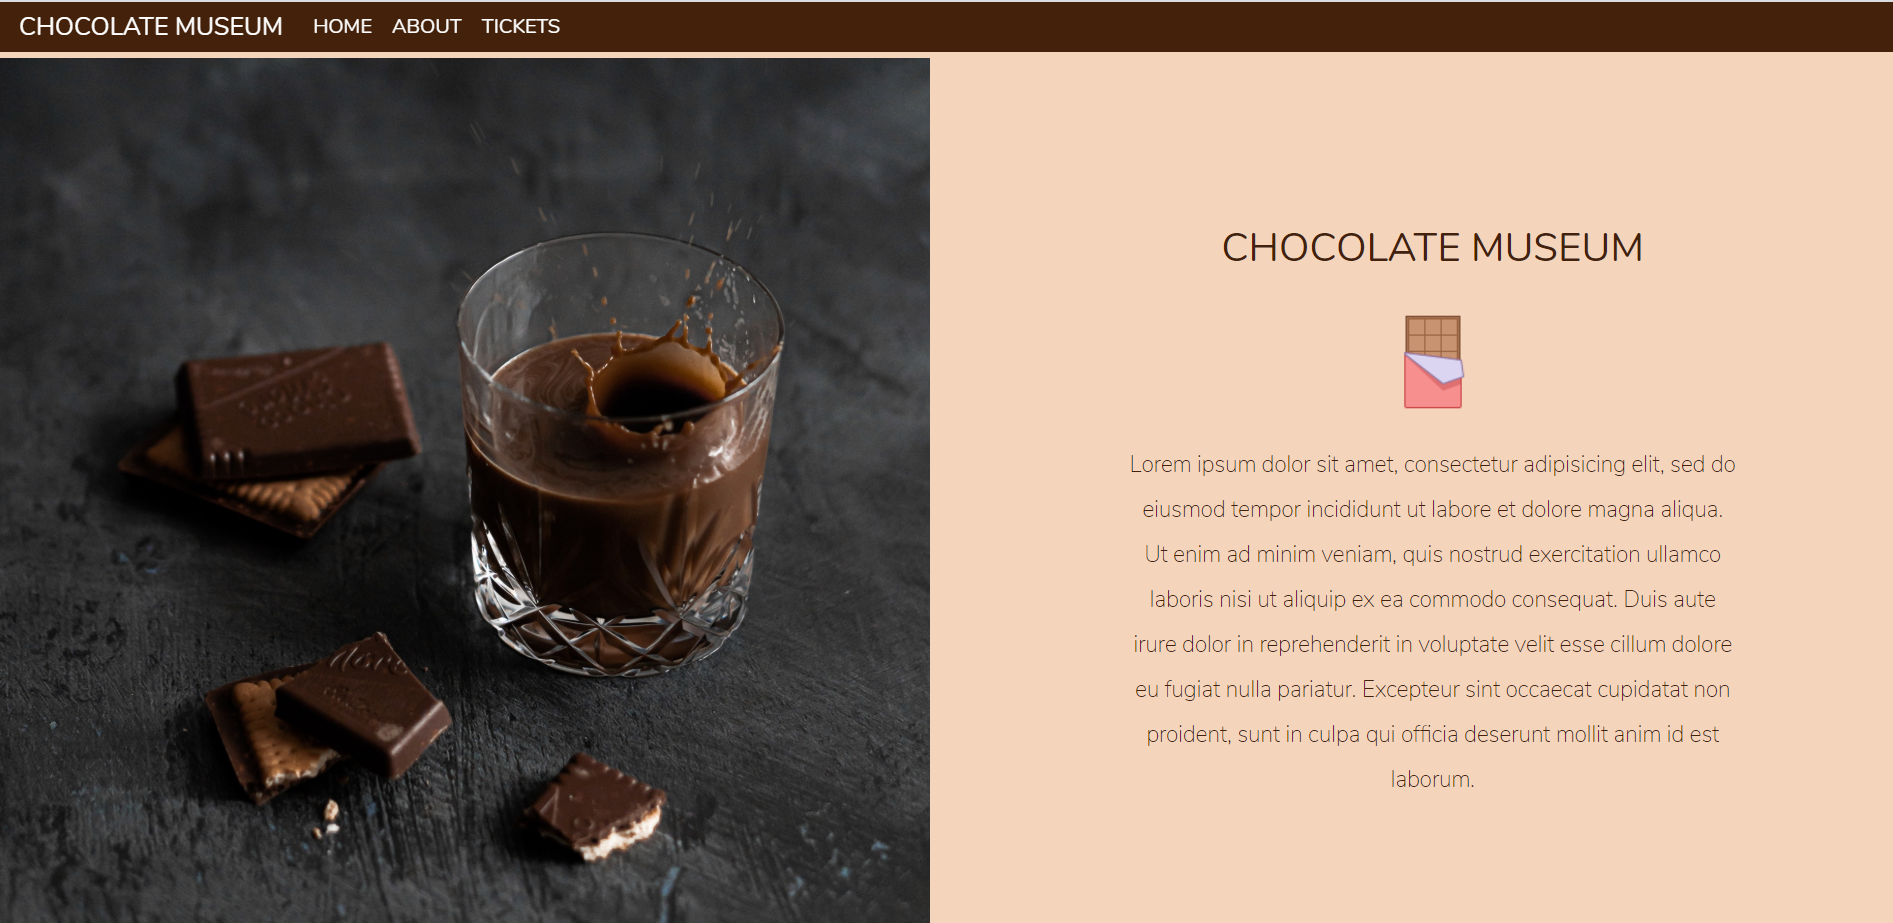 CHOCOLATE MUSEUM HOME ABOUT TICKETS
CHOCOLATE MUSEUM
Lorem ipsum dolor sit amet, consectetur adipisicing elit, sed do
eiusmod tempor incididunt ut labore et dolore magna aliqua.
Ut enim ad minim veniam, quis nostrud exercitation ullamco
laboris nisi ut aliquip ex ea commodo consequat. Duis aute
irure dolor in reprehenderit in voluptate velit esse cillum dolore
eu fugiat nulla pariatur. Excepteur sint occaecat cupidatat non
proident, sunt in culpa qui officia deserunt mollit anim id est
laborum.